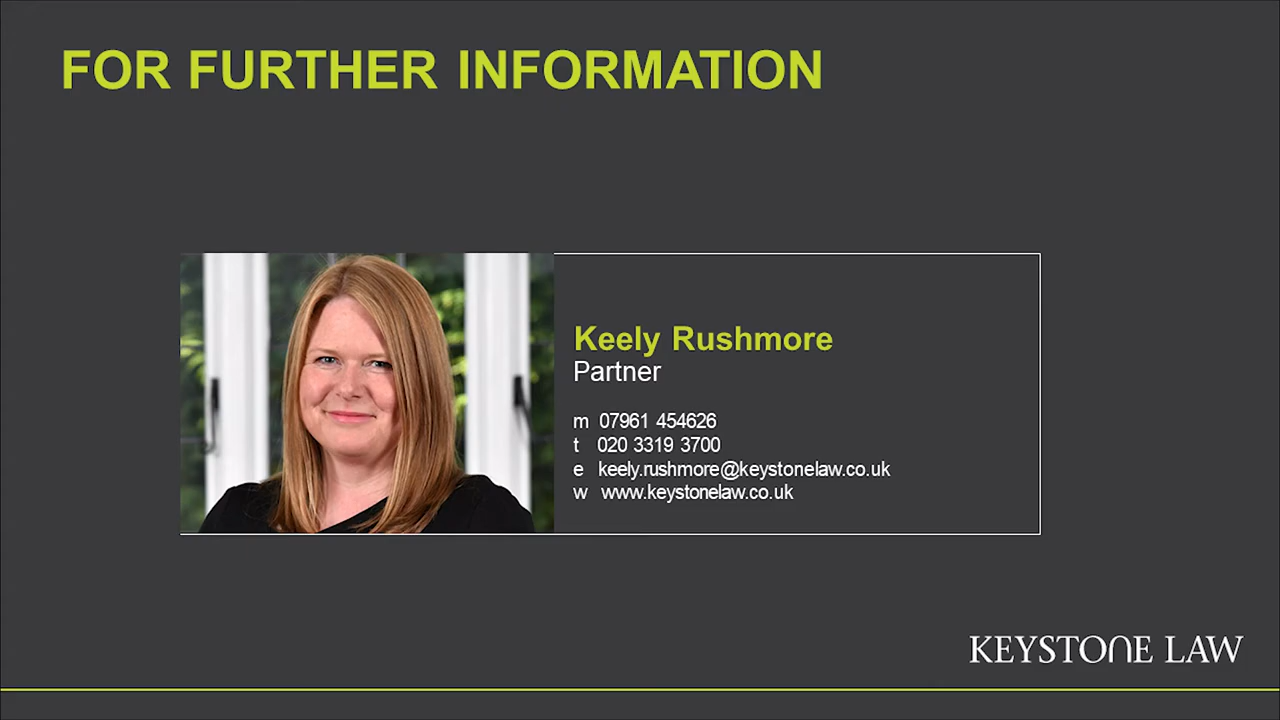 FOR FURTHER INFORMATION
Keely Rushmore
Partner
m 07961 454626
t 020 3319 3700
e keely.rushmore@keystonelaw.co.uk
w www.keystonelaw.co.uk
KEYSTONE LAW